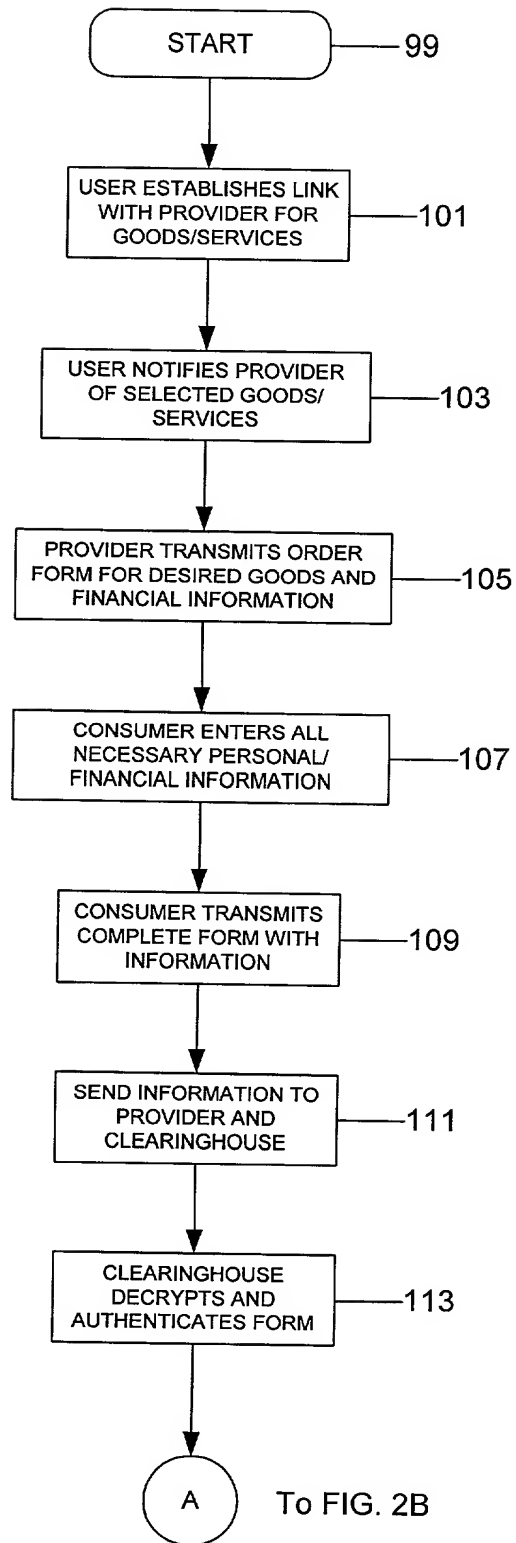 START
99
USER ESTABLISHES LINK
WITH PROVIDER FOR
GOODS/SERVICES
101
USER NOTIFIES PROVIDER
OF SELECTED GOODS/
SERVICES
103
PROVIDER TRANSMITS ORDER
FORM FOR DESIRED GOODS AND
FINANCIAL INFORMATION
105
CONSUMER ENTERS ALL
NECESSARY PERSONAL/
FINANCIAL INFORMATION
107
CONSUMER TRANSMITS
COMPLETE FORM WITH
INFORMATION
109
SEND INFORMATION TO
PROVIDER AND
CLEARINGHOUSE
111
CLEARINGHOUSE
DECRYPTS AND
AUTHENTICATES FORM
113
A
To FIG. 2B